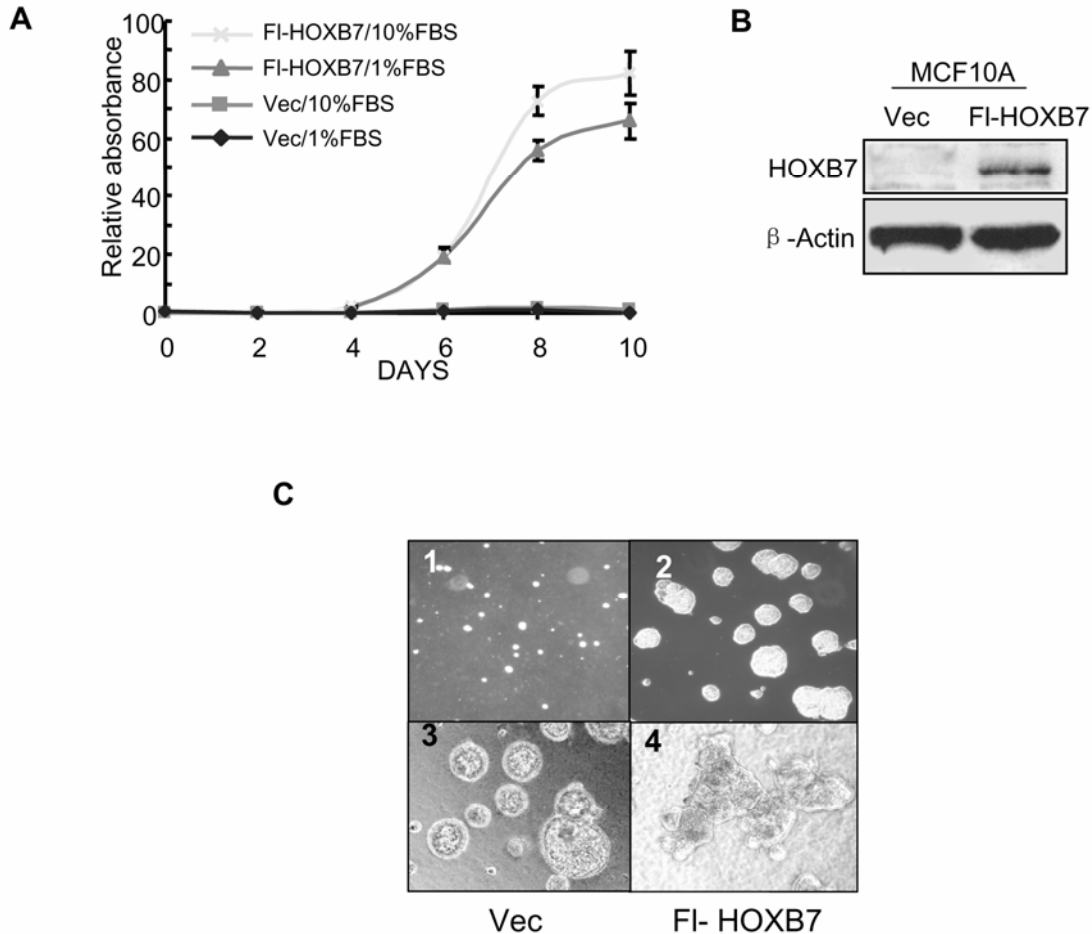 A
Relative absorbance
100
80
60
40
20
0
Fl-HOXB7/10%FBS
Fl-HOXB7/1%FBS
Vec/10%FBS
Vec/1%FBS
0 2 4 6 8 10
DAYS
B
MCF10A
Vec Fl-HOXB7
HOXB7
β-Actin
C
1
2
3
4
Vec Fl- HOXB7